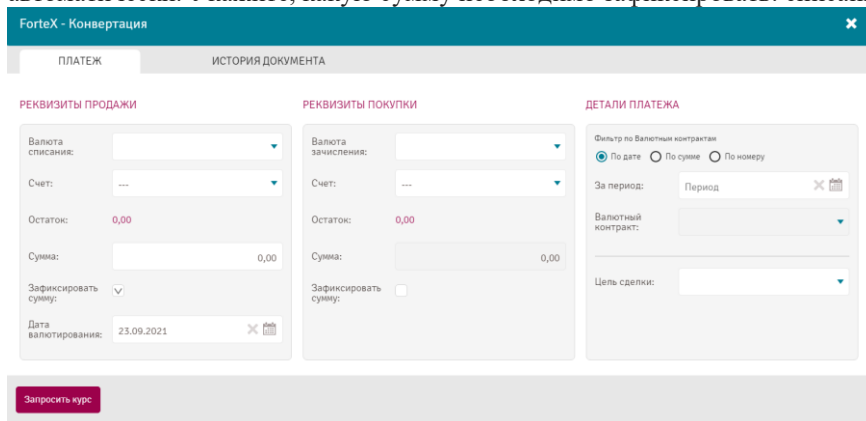 ForteX - Конвертация
ПЛАТЕЖ
ИСТОРИЯ ДОКУМЕНТА
РЕКВИЗИТЫ ПРОДАЖИ
Валюта списания:
Счет: ---
Остаток: 0,00
Сумма: 0,00
Зафиксировать сумму:
Дата валютирования: 23.09.2021
РЕКВИЗИТЫ ПОКУПКИ
Валюта зачисления:
Счет: ---
Остаток: 0,00
Сумма: 0,00
Зафиксировать сумму:
ДЕТАЛИ ПЛАТЕЖА
Фильтр по Валютным контрактам
По дате По сумме По номеру
За период: Период
Валютный контракт:
Цель сделки:
Запросить курс